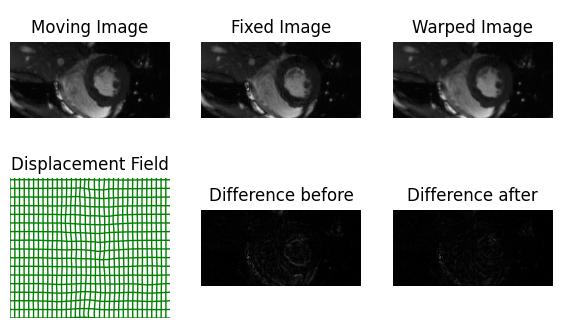 Moving Image
Fixed Image
Warped Image
Displacement Field
Difference before
Difference after